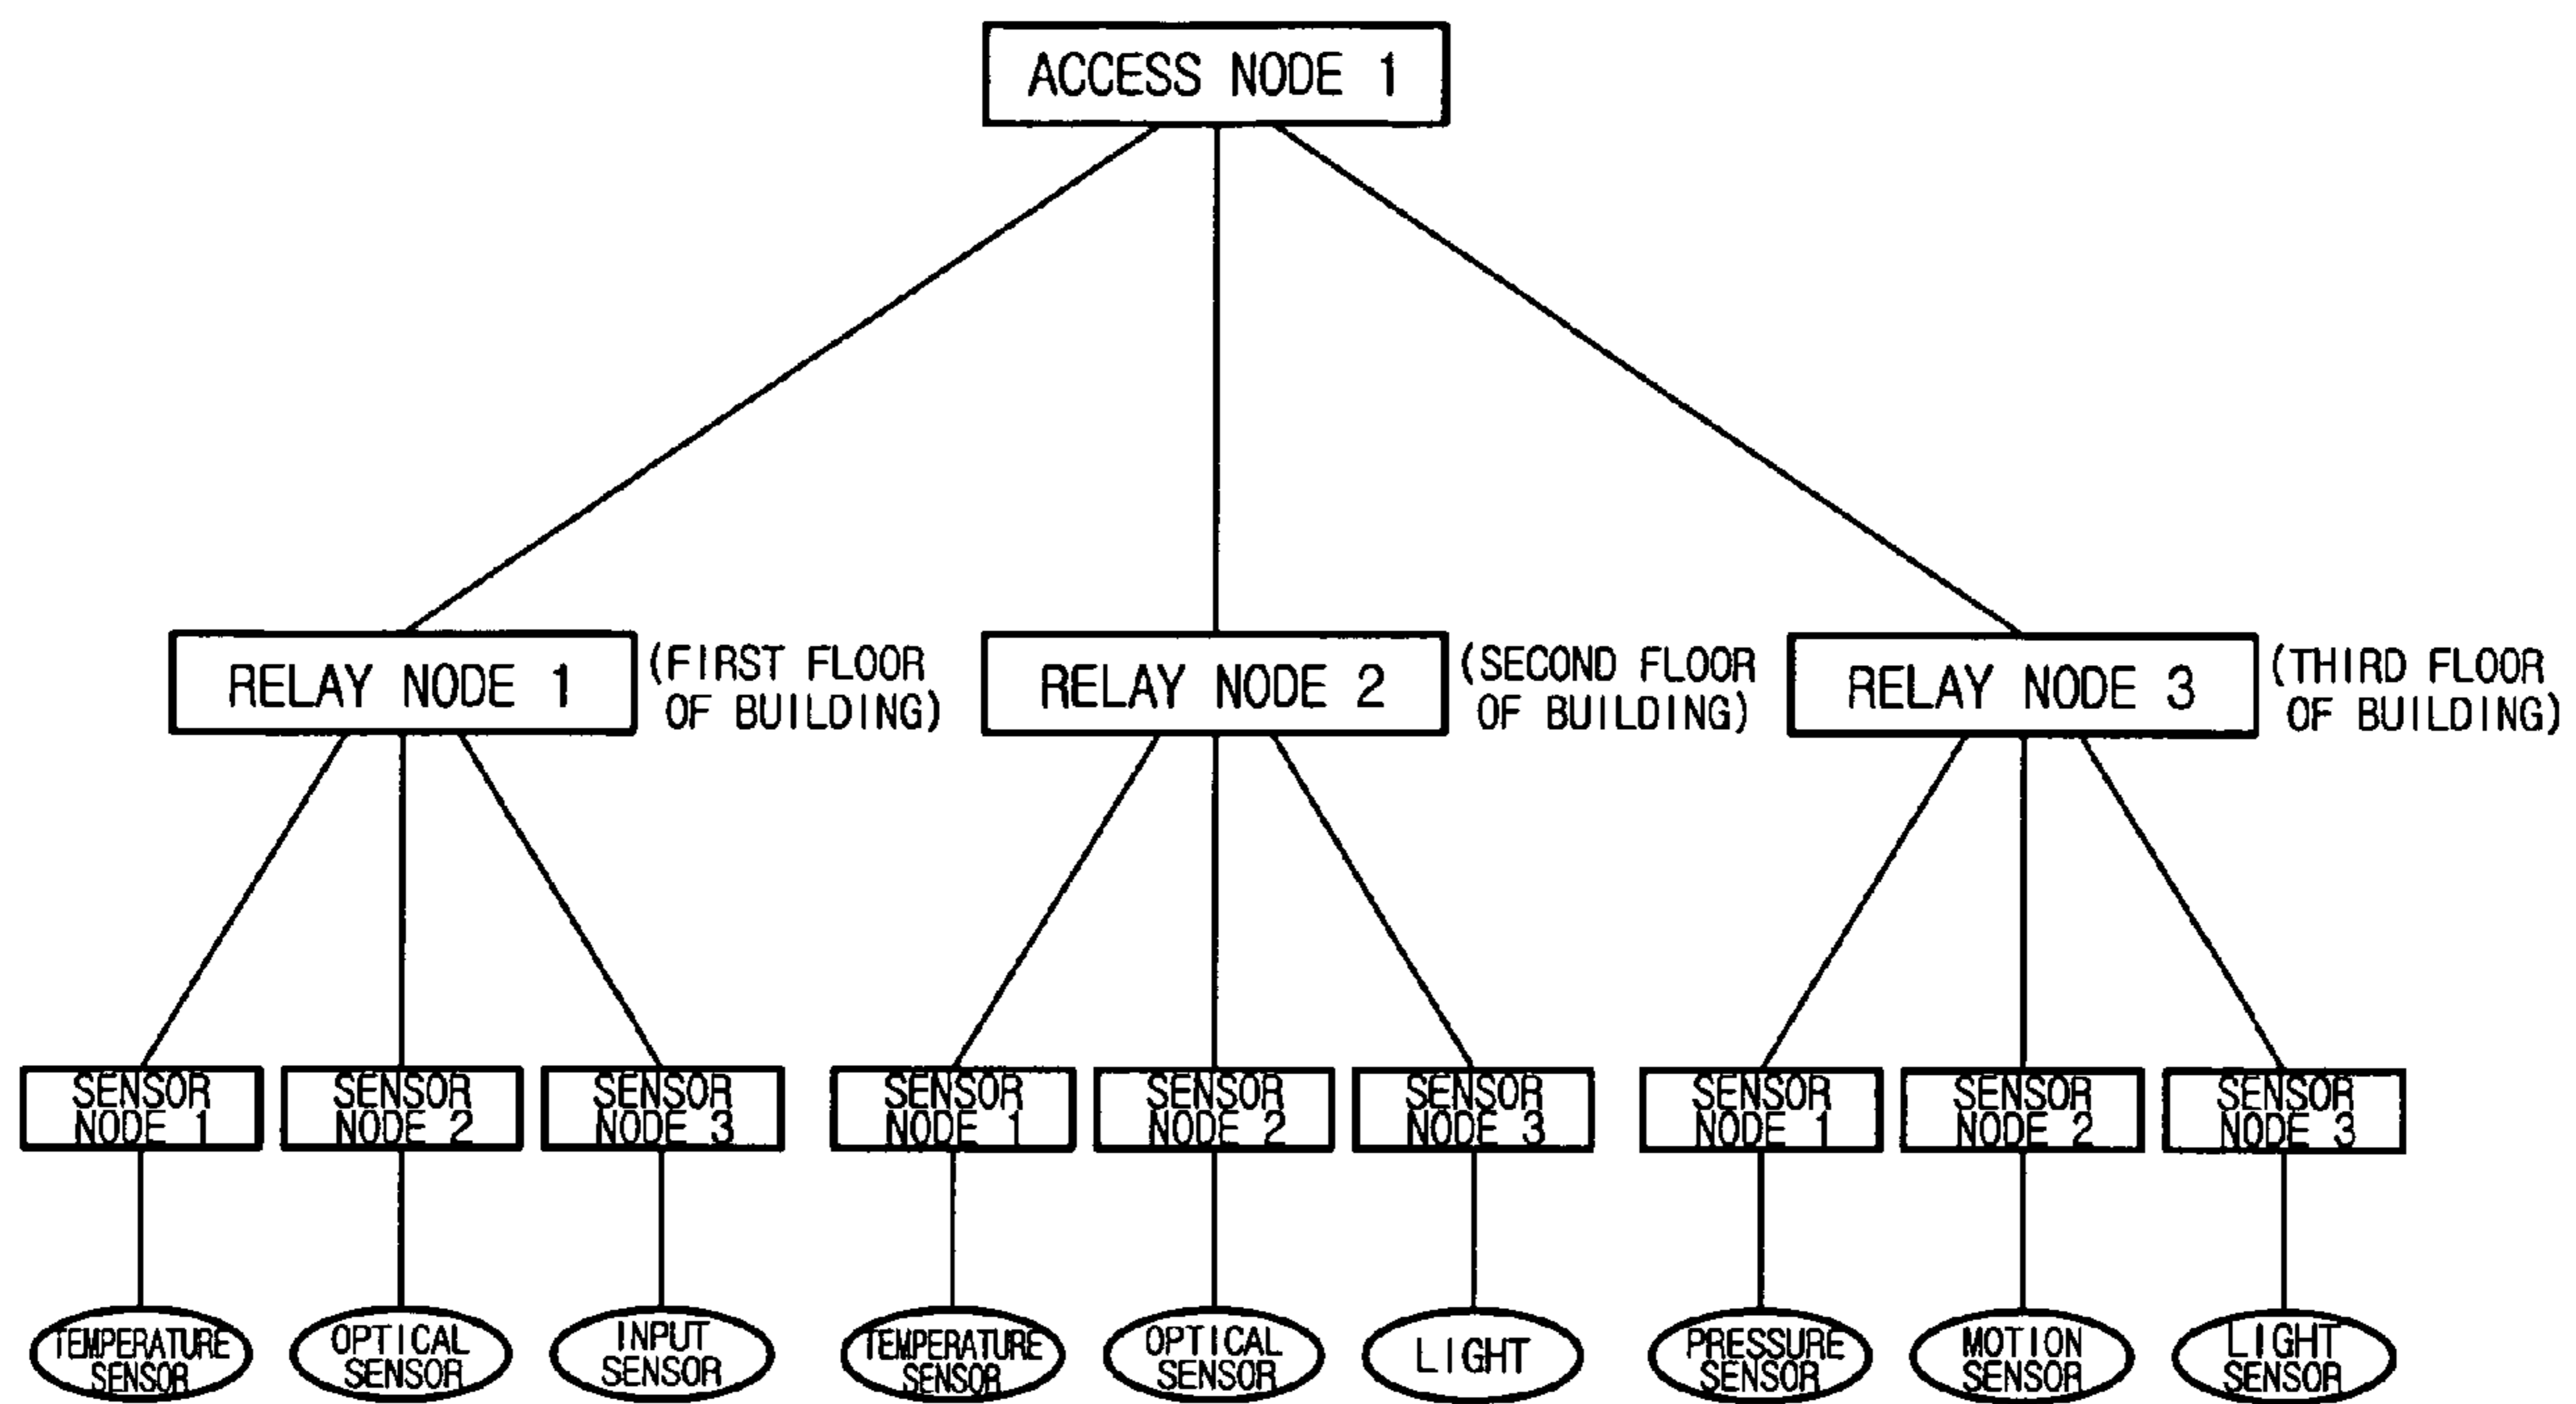 ACCESS NODE 1
RELAY NODE 1
(FIRST FLOOR
OF BUILDING)
RELAY NODE 2
(SECOND FLOOR
OF BUILDING)
RELAY NODE 3
(THIRD FLOOR
OF BUILDING)
SENSOR
NODE 1
SENSOR
NODE 2
SENSOR
NODE 3
SENSOR
NODE 1
SENSOR
NODE 2
SENSOR
NODE 3
SENSOR
NODE 1
SENSOR
NODE 2
SENSOR
NODE 3
TEMPERATURE
SENSOR
OPTICAL
SENSOR
INPUT
SENSOR
TEMPERATURE
SENSOR
OPTICAL
SENSOR
LIGHT
PRESSURE
SENSOR
MOTION
SENSOR
LIGHT
SENSOR